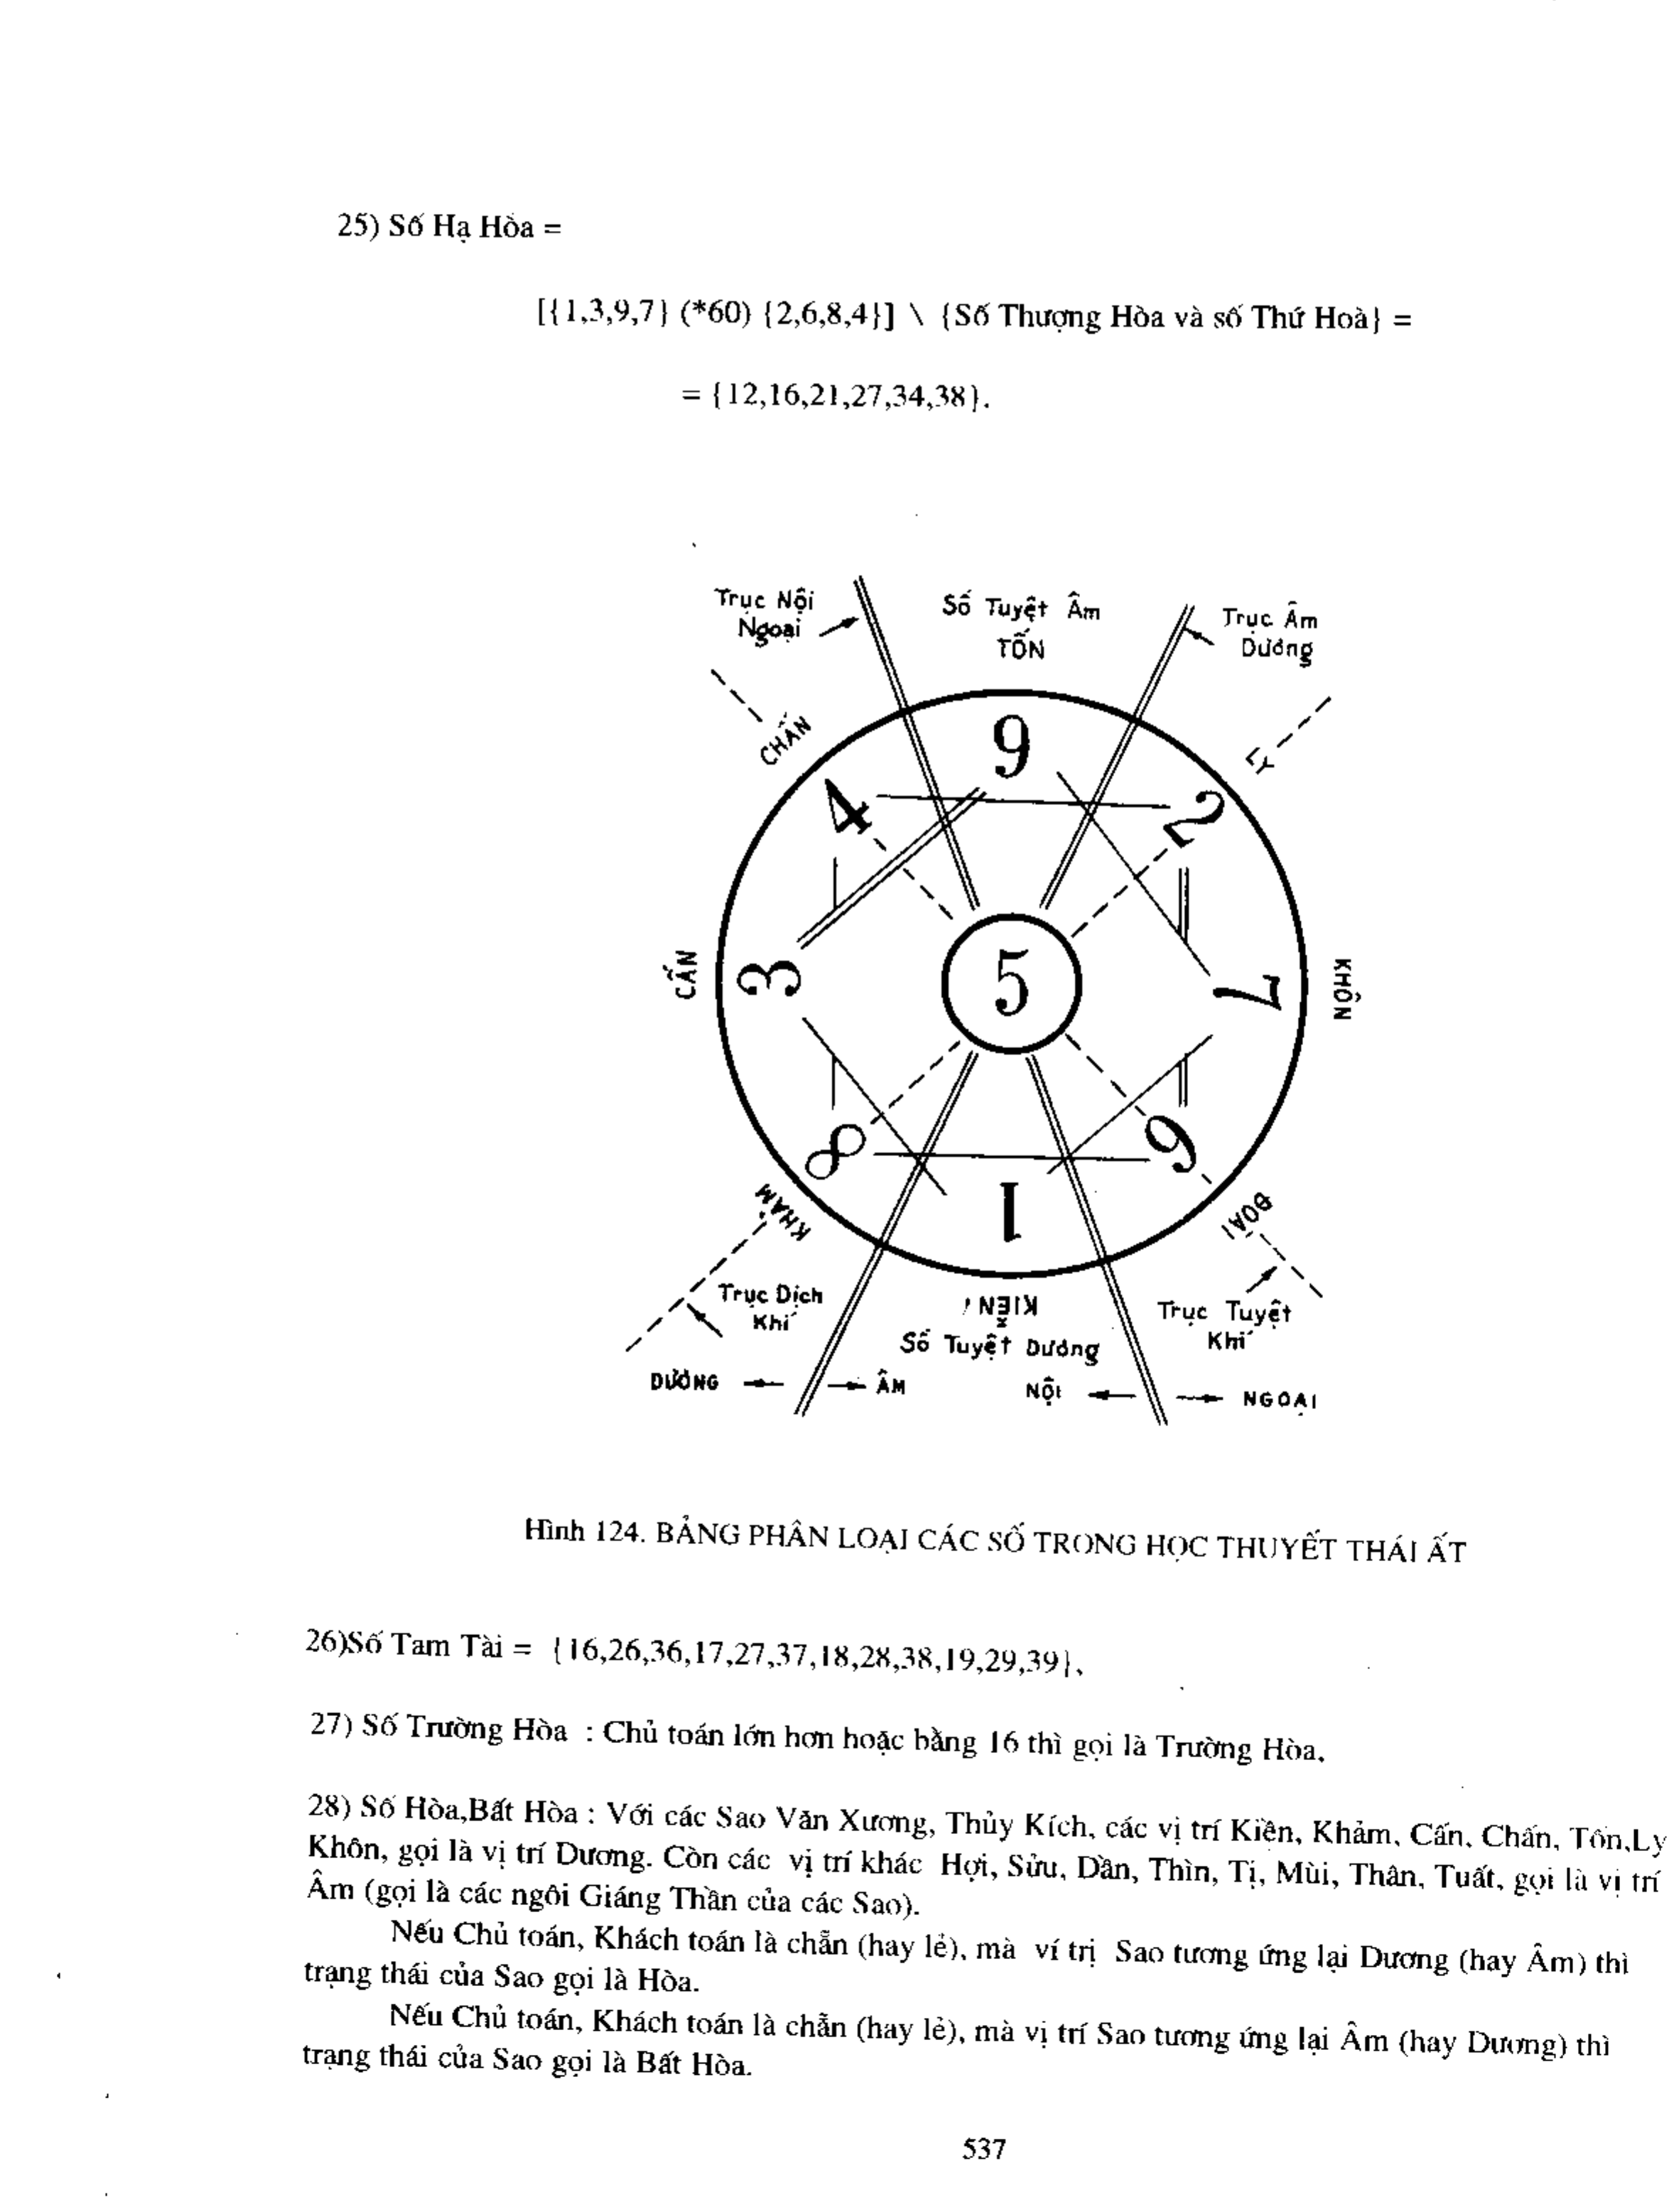 25) Số Hạ Hòa =
[{1,3,9,7} (*60) {2,6,8,4}] \ {Số Thượng Hòa và số Thứ Hoà} =
= {12,16,21,27,34,38}.
Trục Nội
Ngoại
Số Tuyệt Âm
TỐN
Trục Âm
Dương
CHẤN
LY
9
4
2
CẤN
3
5
7
KHÔN
8
6
1
KHẢM
ĐOẠI
Trục Dịch
Khí
KIỀN
Số Tuyệt Dương
Trục Tuyệt
Khí
DƯƠNG
ÂM
NỘI
NGOẠI
Hình 124. BẢNG PHÂN LOẠI CÁC SỐ TRONG HỌC THUYẾT THÁI ẤT
26)Số Tam Tài = {16,26,36,17,27,37,18,28,38,19,29,39}.
27) Số Trường Hòa : Chủ toán lớn hơn hoặc bằng 16 thì gọi là Trường Hòa.
28) Số Hòa,Bất Hòa : Với các Sao Văn Xương, Thủy Kích, các vị trí Kiền, Khảm, Cấn, Chấn, Tốn,Ly
Khôn, gọi là vị trí Dương. Còn các vị trí khác Hợi, Sửu, Dần, Thìn, Tị, Mùi, Thân, Tuất, gọi là vị trí
Âm (gọi là các ngôi Giáng Thần của các Sao).
Nếu Chủ toán, Khách toán là chẵn (hay lẻ), mà ví trị Sao tương ứng lại Dương (hay Âm) thì
trạng thái của Sao gọi là Hòa.
Nếu Chủ toán, Khách toán là chẵn (hay lẻ), mà vị trí Sao tương ứng lại Âm (hay Dương) thì
trạng thái của Sao gọi là Bất Hòa.
537